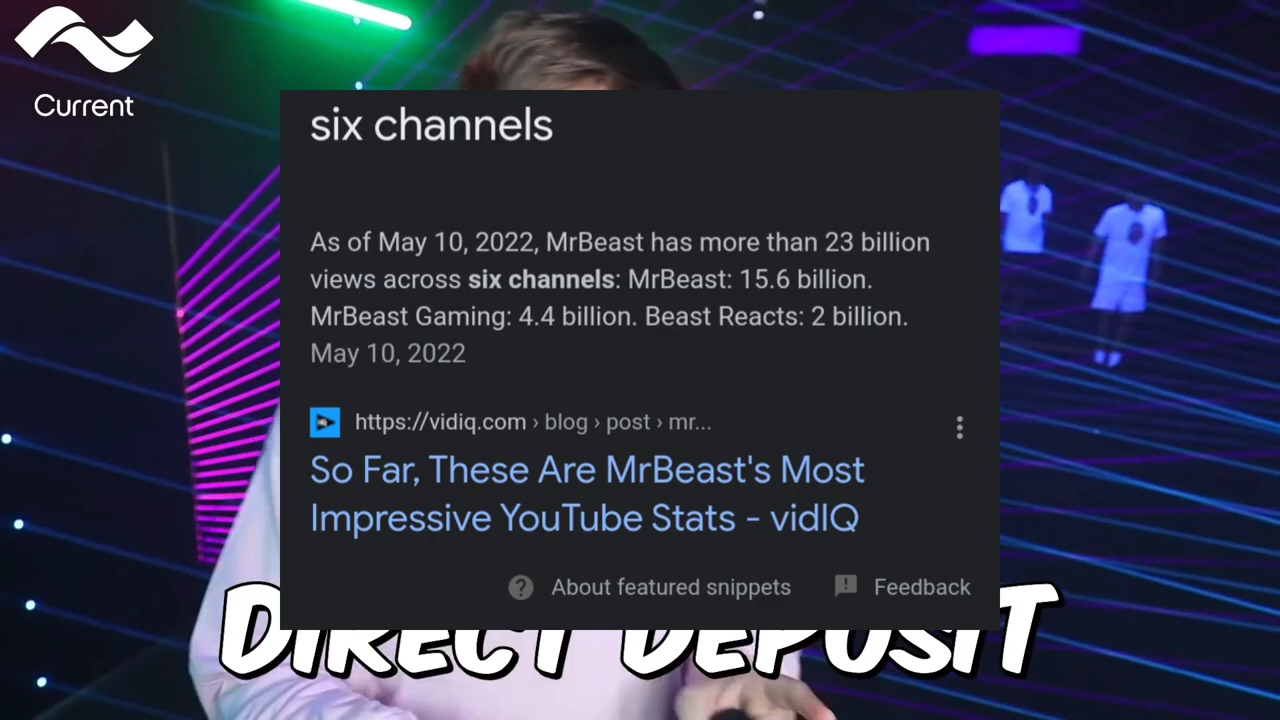 Current
six channels
As of May 10, 2022, MrBeast has more than 23 billion
views across six channels: MrBeast: 15.6 billion.
MrBeast Gaming: 4.4 billion. Beast Reacts: 2 billion.
May 10, 2022
https://vidiq.com › blog › post › mr...
So Far, These Are MrBeast's Most
Impressive YouTube Stats - vidIQ
About featured snippets
Feedback
DIRECT DEPOSIT